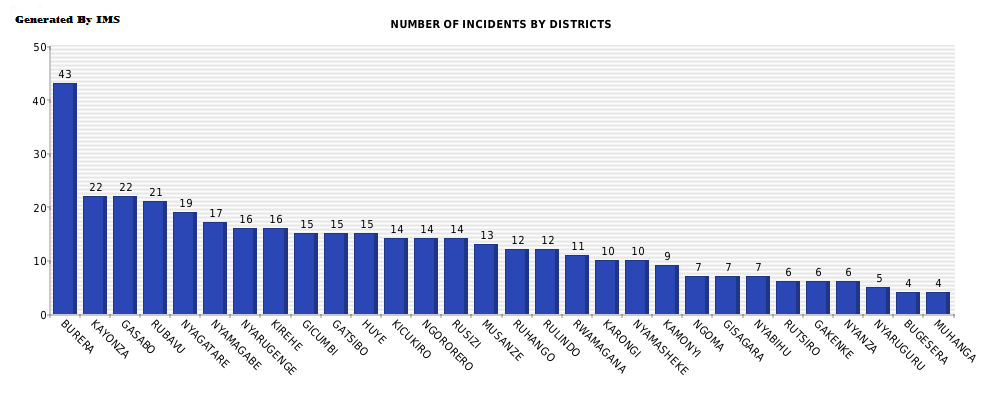 Generated By IMS
NUMBER OF INCIDENTS BY DISTRICTS
50
40
30
20
10
0
43
22
22
21
19
17
16
16
15
15
15
14
14
14
13
12
12
11
10
10
9
7
7
7
6
6
6
5
4
4
BURERA
KAYONZA
GASABO
RUBAVU
NYAGATARE
NYAMAGABE
NYARUGENGE
KIREHE
GICUMBI
GATSIBO
HUYE
KICUKIRO
NGORORERO
RUSIZI
MUSANZE
RUHANGO
RULINDO
RWAMAGANA
KARONGI
NYAMASHEKE
KAMONYI
NGOMA
GISAGARA
NYABIHU
RUTSIRO
GAKENKE
NYANZA
NYARUGURU
BUGESERA
MUHANGA